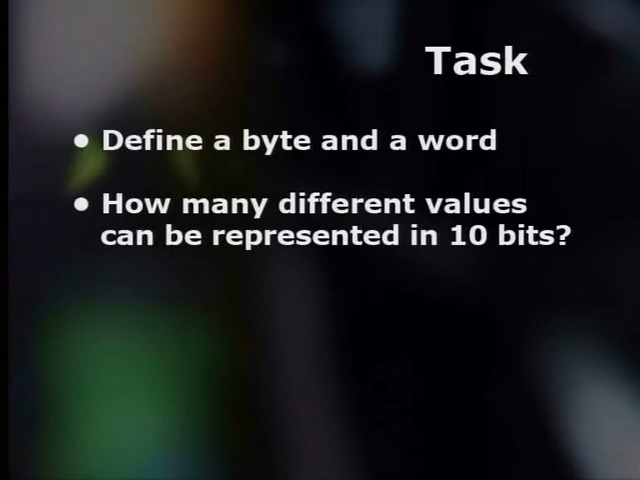 Task
• Define a byte and a word
• How many different values
can be represented in 10 bits?